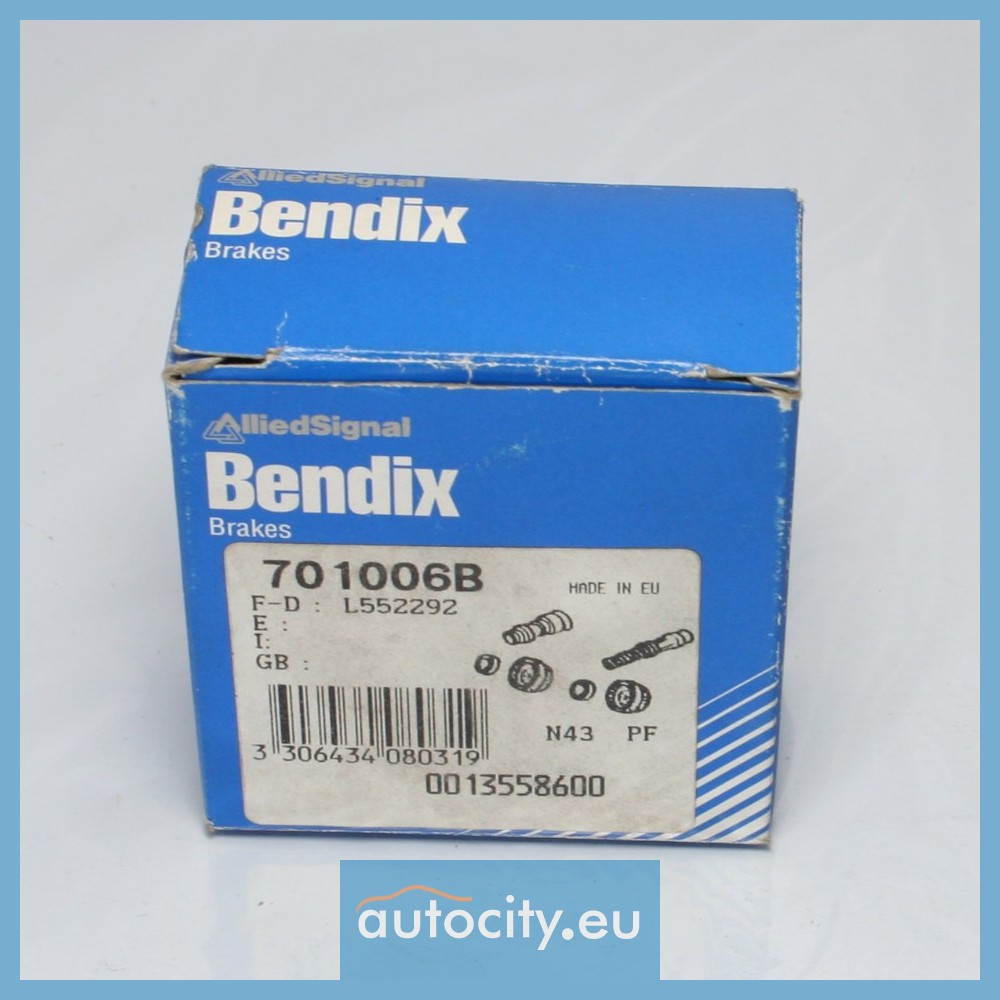 AlliedSignal
Bendix
Brakes
AlliedSignal
Bendix
Brakes
701006B
MADE IN EU
F-D : L552292
E :
I:
GB :
N43 PF
3 306434 080319
0013558600
autocity.eu